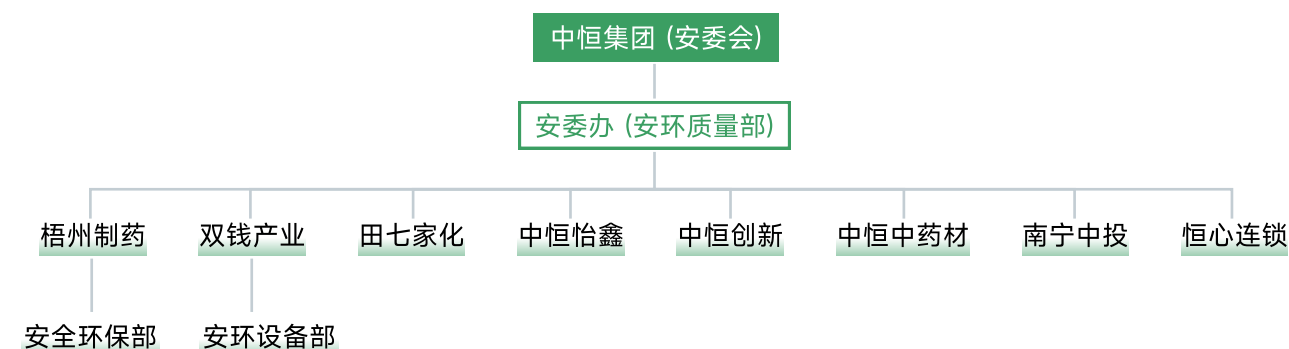 中恒集团 (安委会)
安委办 (安环质量部)
梧州制药 双钱产业 田七家化 中恒怡鑫 中恒创新 中恒中药材 南宁中投 恒心连锁
安全环保部 安环设备部